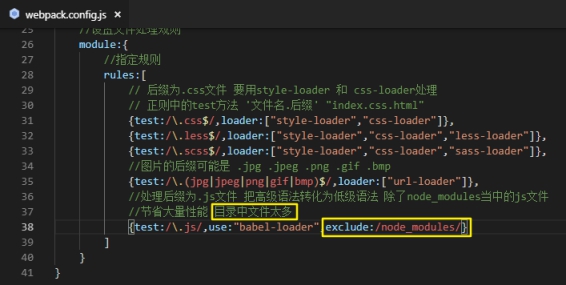 webpack.config.js
25 //设置文件处理规则
26 module:{
27 //指定规则
28 rules:[
29 // 后缀为.css文件 要用style-loader 和 css-loader处理
30 // 正则中的test方法 '文件名.后缀' "index.css.html"
31 {test:/\.css$/,loader:["style-loader","css-loader"]},
32 {test:/\.less$/,loader:["style-loader","css-loader","less-loader"]},
33 {test:/\.scss$/,loader:["style-loader","css-loader","sass-loader"]},
34 //图片的后缀可能是 .jpg .jpeg .png .gif .bmp
35 {test:/\.(jpg|jpeg|png|gif|bmp)$/,loader:["url-loader"]},
36 //处理后缀为.js文件 把高级语法转化为低级语法 除了node_modules当中的js文件
37 //节省大量性能 目录中文件太多
38 {test:/\.js/,use:"babel-loader" exclude:/node_modules/}
39 ]
40 }
41 }